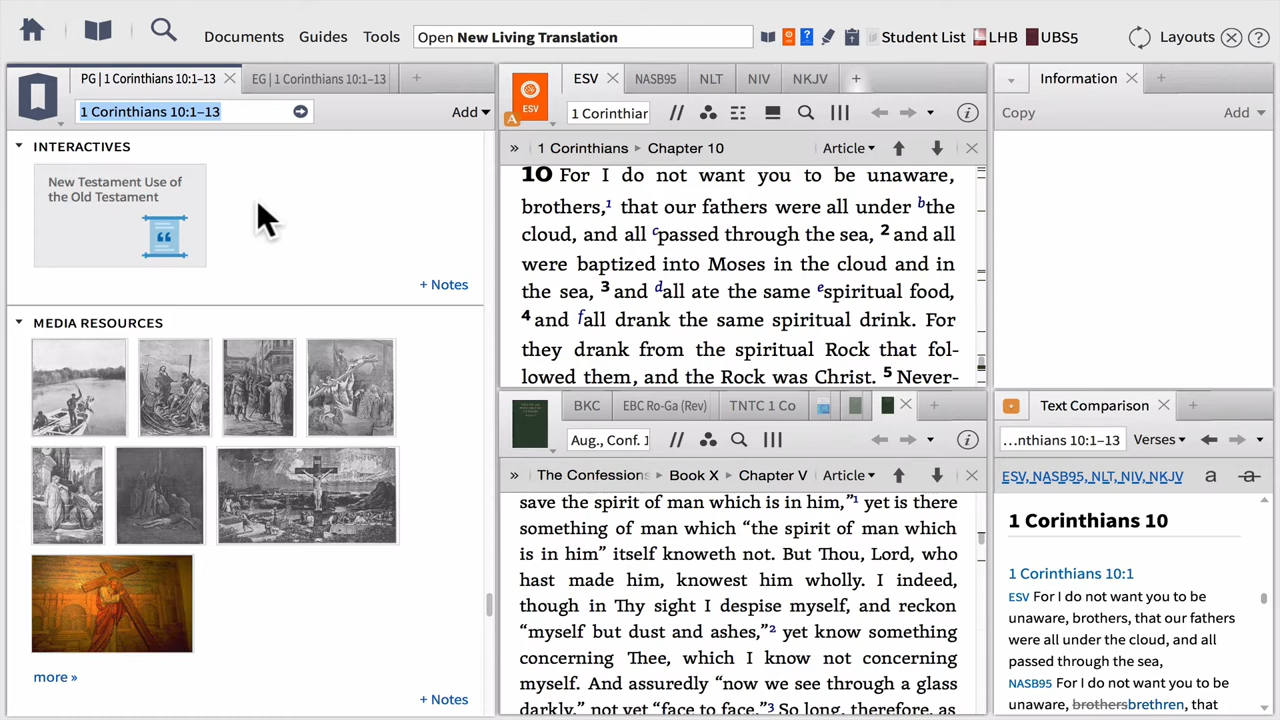 Documents Guides Tools Open New Living Translation Student List LHB UBS5 Layouts
PG | 1 Corinthians 10:1–13 EG | 1 Corinthians 10:1–13
1 Corinthians 10:1–13 Add
INTERACTIVES
New Testament Use of
the Old Testament
+ Notes
MEDIA RESOURCES
more »
+ Notes
ESV NASB95 NLT NIV NKJV
ESV
A
1 Corinthiar
1 Corinthians Chapter 10 Article
10 For I do not want you to be unaware,
brothers,1 that our fathers were all under bthe
cloud, and all cpassed through the sea, 2 and all
were baptized into Moses in the cloud and in
the sea, 3 and dall ate the same espiritual food,
4 and fall drank the same spiritual drink. For
they drank from the spiritual Rock that fol-
lowed them, and the Rock was Christ. 5 Never-
BKC EBC Ro-Ga (Rev) TNTC 1 Co
Aug., Conf. 1
The Confession Book X Chapter V Article
save the spirit of man which is in him,”1 yet is there
something of man which “the spirit of man which
is in him” itself knoweth not. But Thou, Lord, who
hast made him, knowest him wholly. I indeed,
though in Thy sight I despise myself, and reckon
“myself but dust and ashes,”2 yet know something
concerning Thee, which I know not concerning
myself. And assuredly “now we see through a glass
darkly,” not yet “face to face.”3 So long, therefore, as
Information
Copy Add
Text Comparison
...nthians 10:1–13 Verses
ESV, NASB95, NLT, NIV, NKJV a a
1 Corinthians 10
1 Corinthians 10:1
ESV For I do not want you to be
unaware, brothers, that our fathers
were all under the cloud, and all
passed through the sea,
NASB95 For I do not want you to be
unaware, brothersbrethren, that